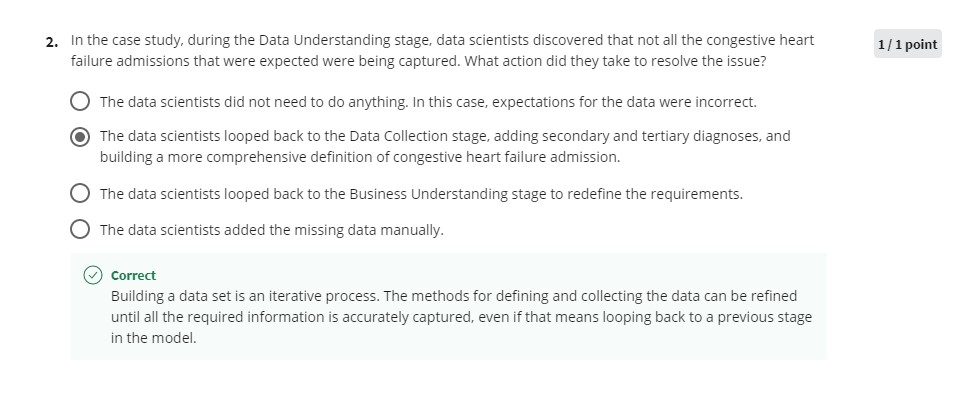 2. In the case study, during the Data Understanding stage, data scientists discovered that not all the congestive heart
failure admissions that were expected were being captured. What action did they take to resolve the issue?
1 / 1 point
The data scientists did not need to do anything. In this case, expectations for the data were incorrect.
The data scientists looped back to the Data Collection stage, adding secondary and tertiary diagnoses, and
building a more comprehensive definition of congestive heart failure admission.
The data scientists looped back to the Business Understanding stage to redefine the requirements.
The data scientists added the missing data manually.
Correct
Building a data set is an iterative process. The methods for defining and collecting the data can be refined
until all the required information is accurately captured, even if that means looping back to a previous stage
in the model.